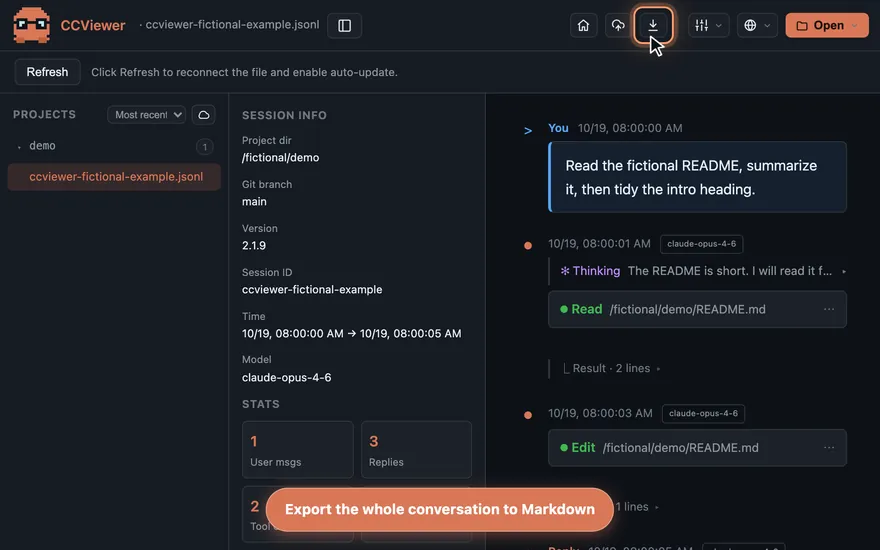 CCViewer · ccviewer-fictional-example.jsonl
Open
Refresh Click Refresh to reconnect the file and enable auto-update.
PROJECTS Most recent
demo 1
ccviewer-fictional-example.jsonl
SESSION INFO
Project dir
/fictional/demo
Git branch
main
Version
2.1.9
Session ID
ccviewer-fictional-example
Time
10/19, 08:00:00 AM → 10/19, 08:00:05 AM
Model
claude-opus-4-6
STATS
1
User msgs
3
Replies
2
Tool
> You 10/19, 08:00:00 AM
Read the fictional README, summarize
it, then tidy the intro heading.
10/19, 08:00:01 AM claude-opus-4-6
✻ Thinking The README is short. I will read it f...
Read /fictional/demo/README.md ...
⎿ Result · 2 lines
10/19, 08:00:03 AM claude-opus-4-6
Edit /fictional/demo/README.md ...
1 lines
Export the whole conversation to Markdown